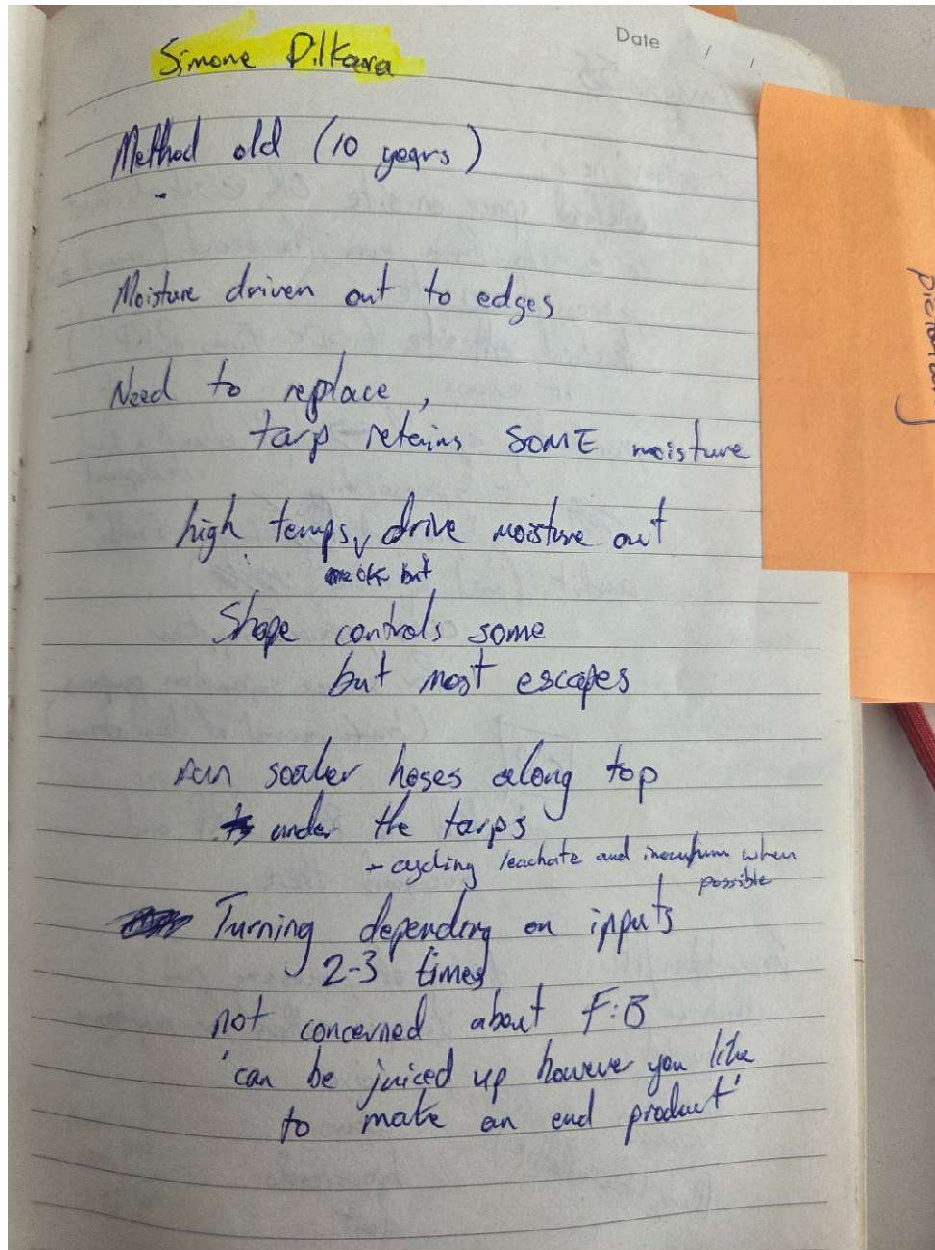 Date / /
Simone Dilkara
Method old (10 years)
Moisture driven out to edges
Need to replace,
tarp retains SOME moisture
high temps, drive moisture out
ok but
Shape controls some
but most escapes
run soaker hoses along top
under the tarps
- cycling leachate and inoculum when
possible
Turning depending on inputs
2-3 times
not concerned about F:B
'can be juiced up however you like
to make an end product'